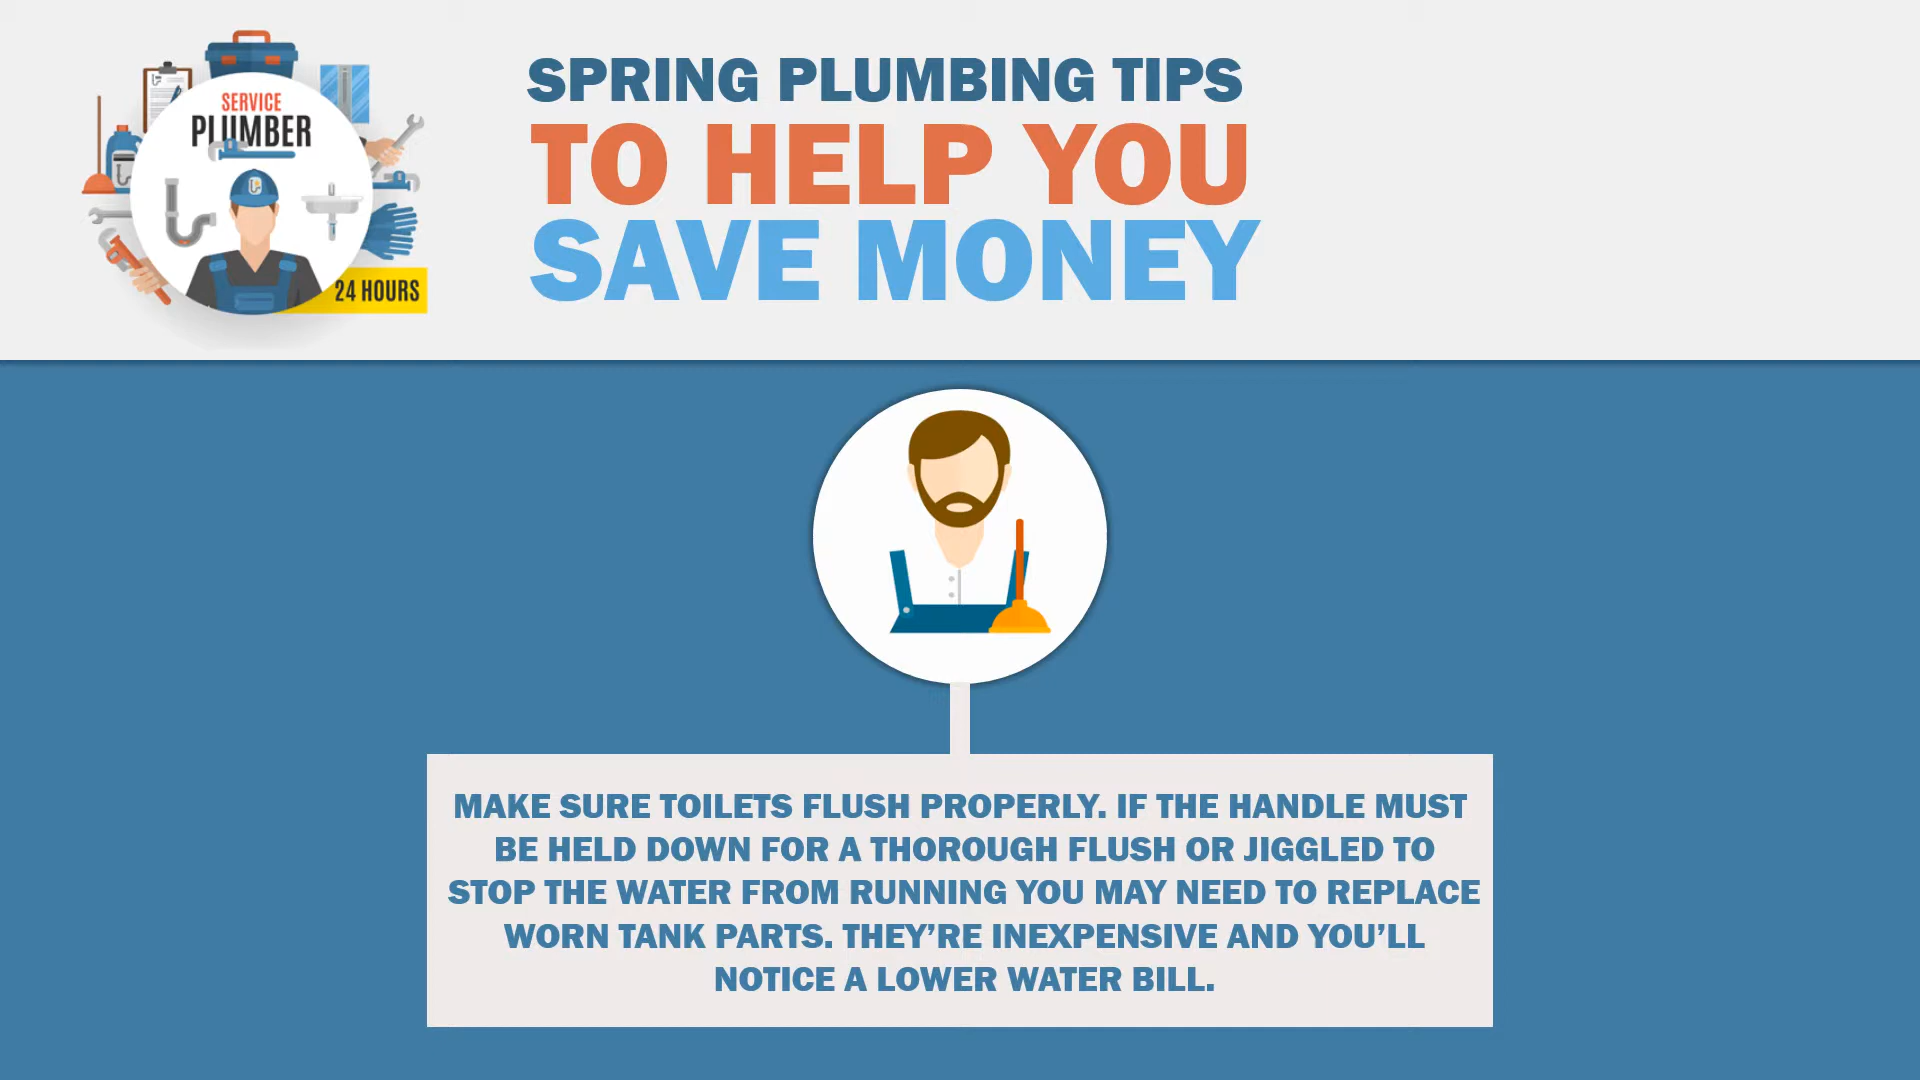 SERVICE
PLUMBER
24 HOURS
SPRING PLUMBING TIPS
TO HELP YOU
SAVE MONEY
MAKE SURE TOILETS FLUSH PROPERLY. IF THE HANDLE MUST
BE HELD DOWN FOR A THOROUGH FLUSH OR JIGGLED TO
STOP THE WATER FROM RUNNING YOU MAY NEED TO REPLACE
WORN TANK PARTS. THEY’RE INEXPENSIVE AND YOU’LL
NOTICE A LOWER WATER BILL.